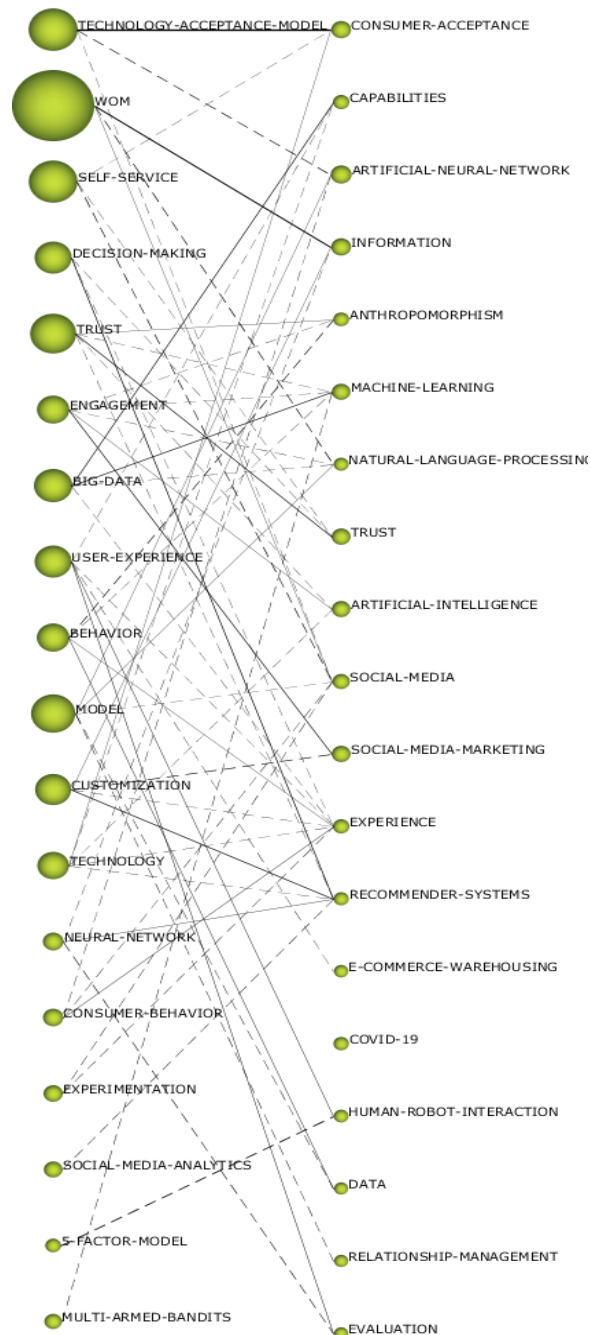 TECHNOLOGY-ACCEPTANCE-MODEL
WOM
SELF-SERVICE
DECISION-MAKING
TRUST
ENGAGEMENT
BIG-DATA
USER-EXPERIENCE
BEHAVIOR
MODEL
CUSTOMIZATION
TECHNOLOGY
NEURAL-NETWORK
CONSUMER-BEHAVIOR
EXPERIMENTATION
SOCIAL-MEDIA-ANALYTICS
5-FACTOR-MODEL
MULTI-ARMED-BANDITS
CONSUMER-ACCEPTANCE
CAPABILITIES
ARTIFICIAL-NEURAL-NETWORK
INFORMATION
ANTHROPOMORPHISM
MACHINE-LEARNING
NATURAL-LANGUAGE-PROCESSING
TRUST
ARTIFICIAL-INTELLIGENCE
SOCIAL-MEDIA
SOCIAL-MEDIA-MARKETING
EXPERIENCE
RECOMMENDER-SYSTEMS
E-COMMERCE-WAREHOUSING
COVID-19
HUMAN-ROBOT-INTERACTION
DATA
RELATIONSHIP-MANAGEMENT
EVALUATION